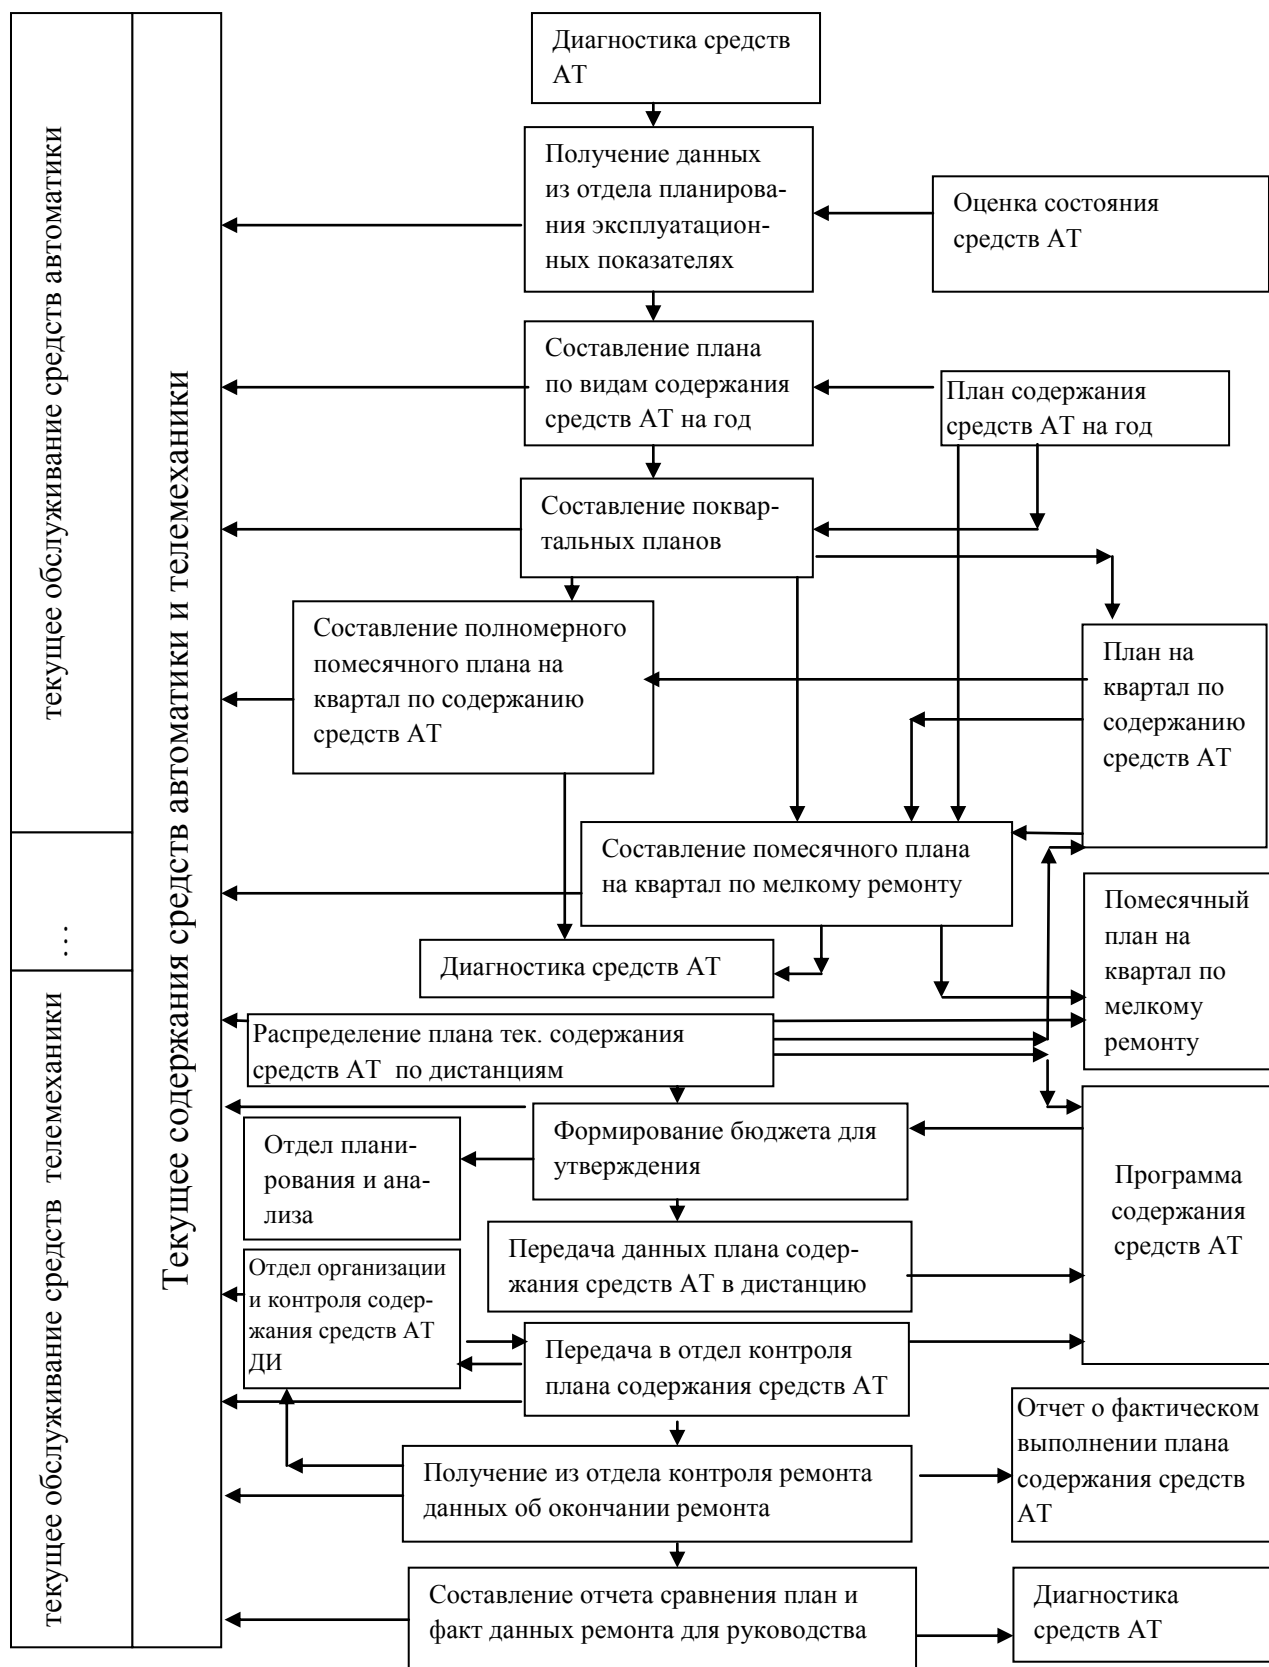 Диагностика средств
АТ
Получение данных
из отдела планирова-
ния эксплуатацион-
ных показателях
Оценка состояния
средств АТ
Составление плана
по видам содержания
средств АТ на год
План содержания
средств АТ на год
Составление поквар-
тальных планов
Составление полномерного
помесячного плана на
квартал по содержанию
средств АТ
План на
квартал по
содержанию
средств АТ
Составление помесячного плана
на квартал по мелкому ремонту
Помесячный
план на
квартал по
мелкому
ремонту
Диагностика средств АТ
Распределение плана тек. содержания
средств АТ по дистанциям
Формирование бюджета для
утверждения
Отдел плани-
рования и ана-
лиза
Программа
содержания
средств АТ
Передача данных плана содер-
жания средств АТ в дистанцию
Отдел организации
и контроля содер-
жания средств АТ
ДИ
Передача в отдел контроля
плана содержания средств АТ
Отчет о фактическом
выполнении плана
содержания средств
АТ
Получение из отдела контроля ремонта
данных об окончании ремонта
Составление отчета сравнения план и
факт данных ремонта для руководства
Диагностика
средств АТ
текущее обслуживание средств автоматики
...
текущее обслуживание средств телемеханики
Текущее содержания средств автоматики и телемеханики